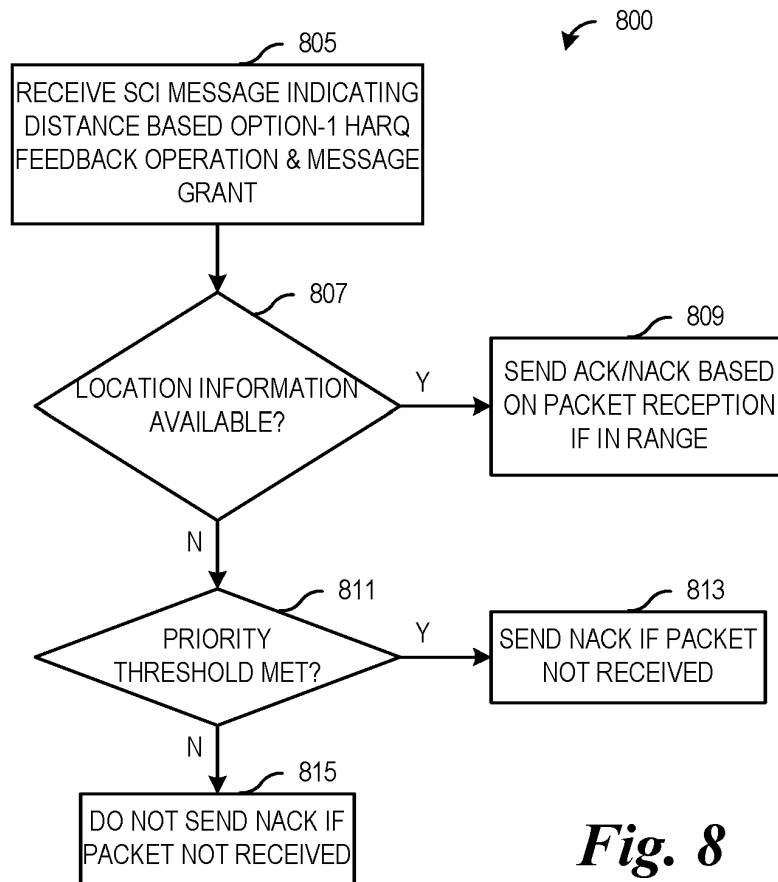 800
805
RECEIVE SCI MESSAGE INDICATING
DISTANCE BASED OPTION-1 HARQ
FEEDBACK OPERATION & MESSAGE
GRANT
807
LOCATION INFORMATION
AVAILABLE?
Y
809
SEND ACK/NACK BASED
ON PACKET RECEPTION
IF IN RANGE
N
811
PRIORITY
THRESHOLD MET?
Y
813
SEND NACK IF PACKET
NOT RECEIVED
N
815
DO NOT SEND NACK IF
PACKET NOT RECEIVED
Fig. 8